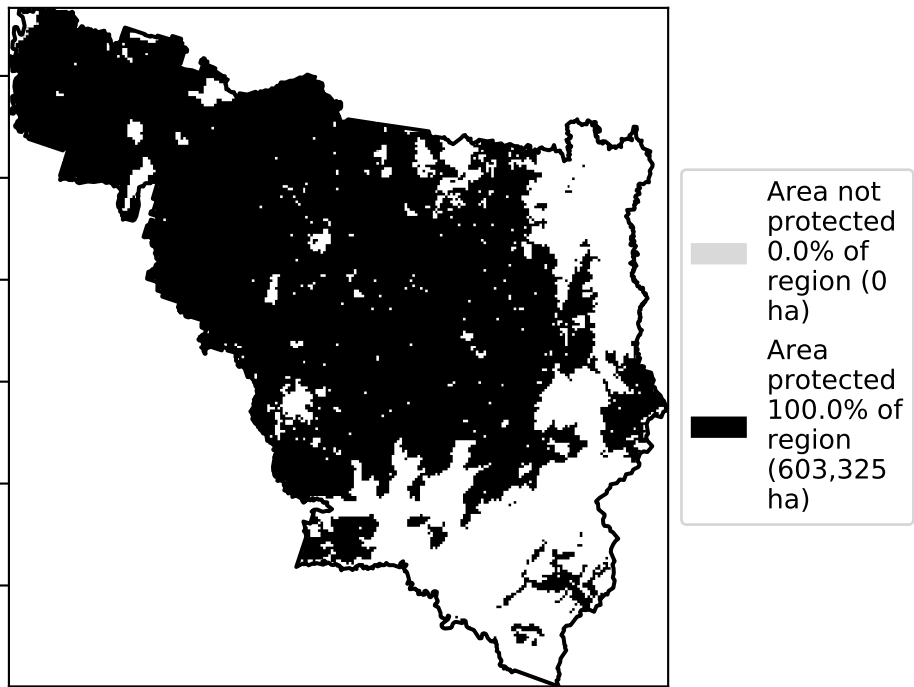 Area not
protected
0.0% of
region (0
ha)
Area
protected
100.0% of
region
(603,325
ha)